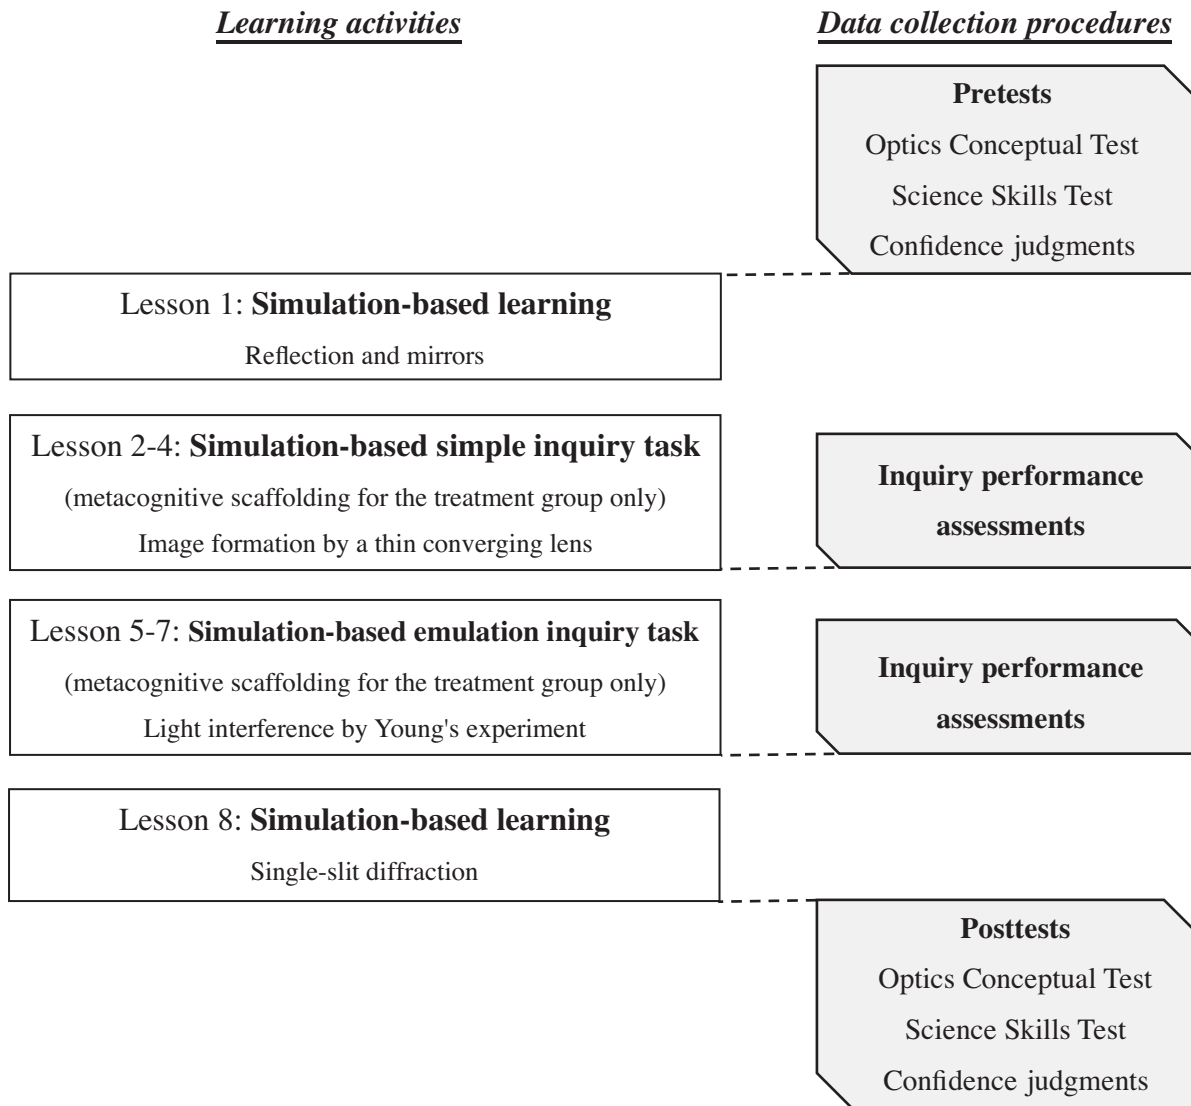 Learning activities
Data collection procedures
Pretests
Optics Conceptual Test
Science Skills Test
Confidence judgments
Lesson 1: Simulation-based learning
Reflection and mirrors
Lesson 2-4: Simulation-based simple inquiry task
(metacognitive scaffolding for the treatment group only)
Image formation by a thin converging lens
Inquiry performance
assessments
Lesson 5-7: Simulation-based emulation inquiry task
(metacognitive scaffolding for the treatment group only)
Light interference by Young's experiment
Inquiry performance
assessments
Lesson 8: Simulation-based learning
Single-slit diffraction
Posttests
Optics Conceptual Test
Science Skills Test
Confidence judgments